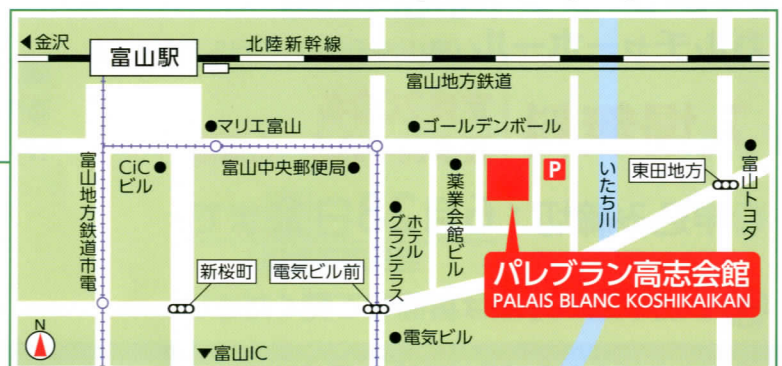 金沢
富山駅
北陸新幹線
富山地方鉄道
マリエ富山
ゴールデンボール
富山地方鉄道市電
CiC
ビル
富山中央郵便局
ホテル
グランテラス
薬業会館ビル
P
いたち川
東田地方
富山トヨタ
新桜町
電気ビル前
パレブラン高志会館
PALAIS BLANC KOSHIKAIKAN
N
富山IC
電気ビル